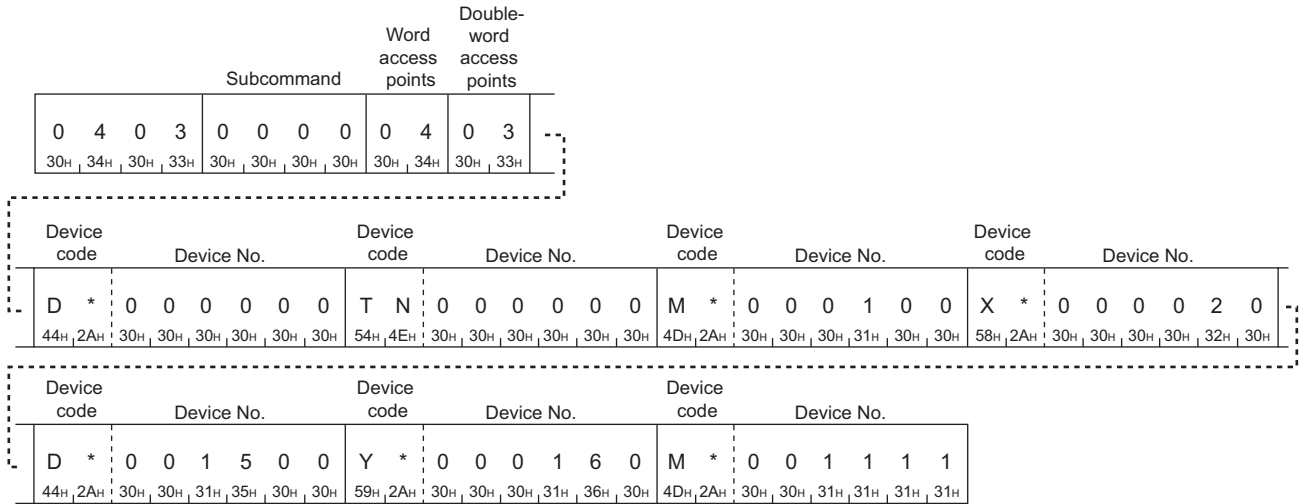 Double-
Word word
access access
Subcommand points points
0 4 0 3 0 0 0 0 0 4 0 3
30H 34H 30H 33H 30H 30H 30H 30H 30H 34H 30H 33H
Device Device Device Device
code Device No. code Device No. code Device No. code Device No.
D * 0 0 0 0 0 0 T N 0 0 0 0 0 0 M * 0 0 0 1 0 0 X * 0 0 0 0 2 0
44H 2AH 30H 30H 30H 30H 30H 30H 54H 4EH 30H 30H 30H 30H 30H 30H 4DH 2AH 30H 30H 30H 31H 30H 30H 58H 2AH 30H 30H 30H 30H 32H 30H
Device Device Device
code Device No. code Device No. code Device No.
D * 0 0 1 5 0 0 Y * 0 0 0 1 6 0 M * 0 0 1 1 1 1
44H 2AH 30H 30H 31H 35H 30H 30H 59H 2AH 30H 30H 30H 31H 36H 30H 4DH 2AH 30H 30H 31H 31H 31H 31H